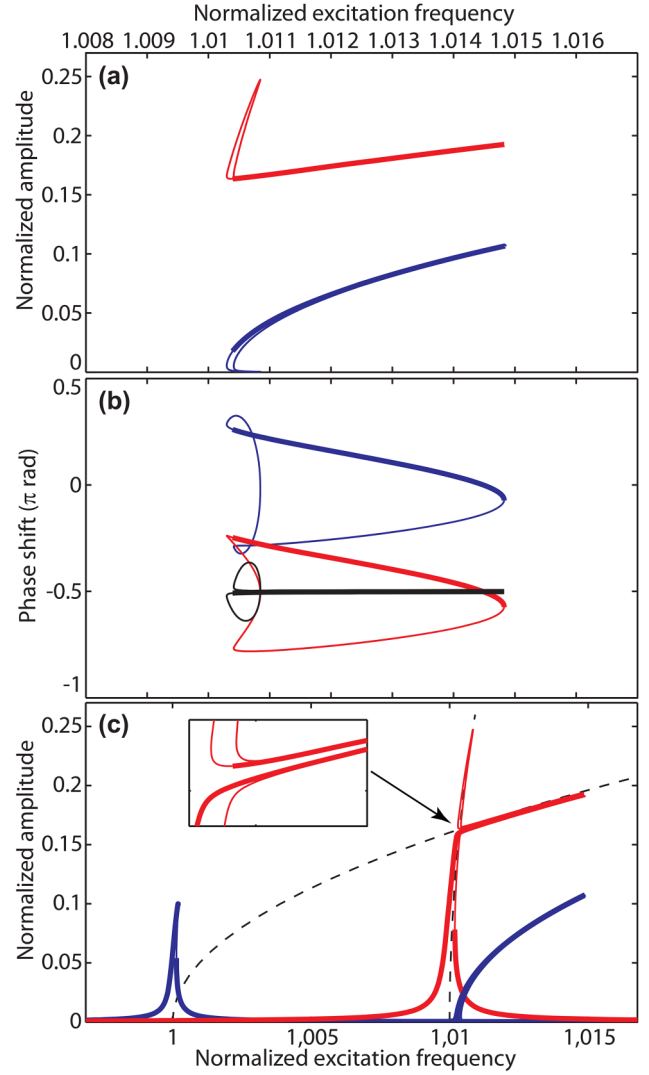 Normalized excitation frequency
1.008 1.009 1.01 1.011 1.012 1.013 1.014 1.015 1.016
(a)
Normalized amplitude
0.25
0.2
0.15
0.1
0.05
0
(b)
Phase shift (π rad)
0.5
0
-0.5
-1
(c)
Normalized amplitude
0.25
0.2
0.15
0.1
0.05
0
1 1,005 1,01 1,015
Normalized excitation frequency